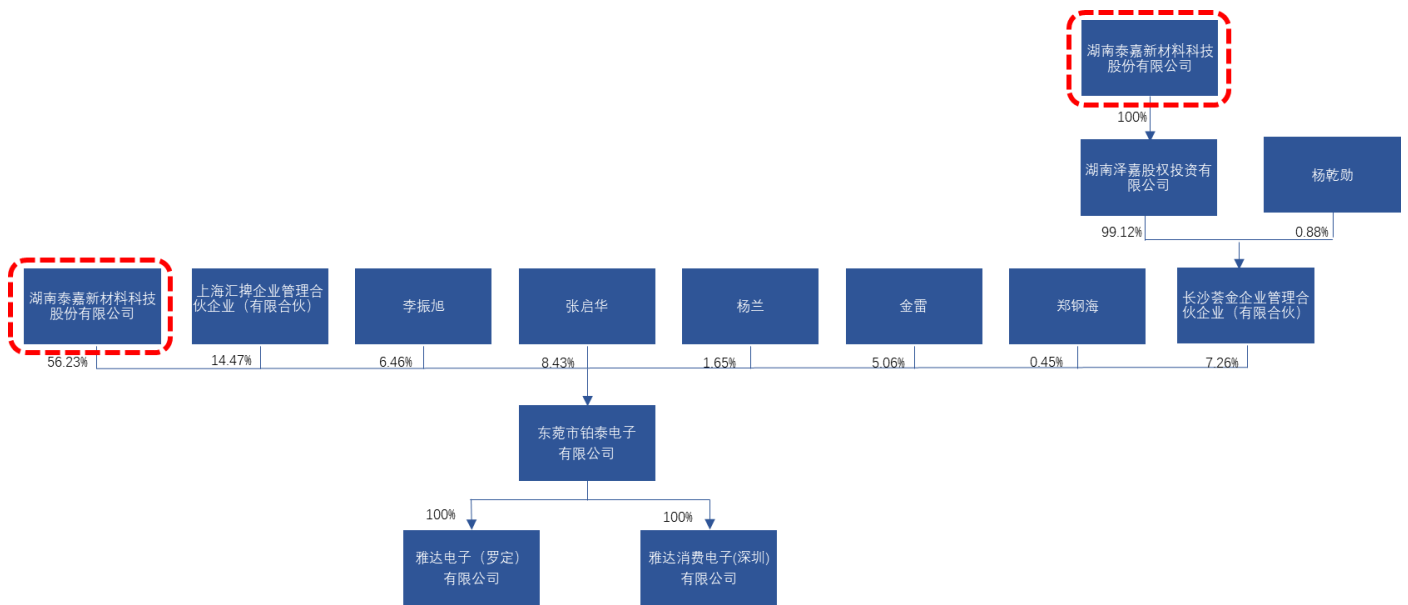 湖南泰嘉新材料科技
股份有限公司
100%
湖南泽嘉股权投资有
限公司
杨乾勋
99.12%
0.88%
湖南泰嘉新材料科技
股份有限公司
上海汇捭企业管理合
伙企业（有限合伙）
李振旭
张启华
杨兰
金雷
郑钢海
长沙荟金企业管理合
伙企业（有限合伙）
56.23%
14.47%
6.46%
8.43%
1.65%
5.06%
0.45%
7.26%
东莞市铂泰电子
有限公司
100%
100%
雅达电子（罗定）
有限公司
雅达消费电子(深圳)
有限公司